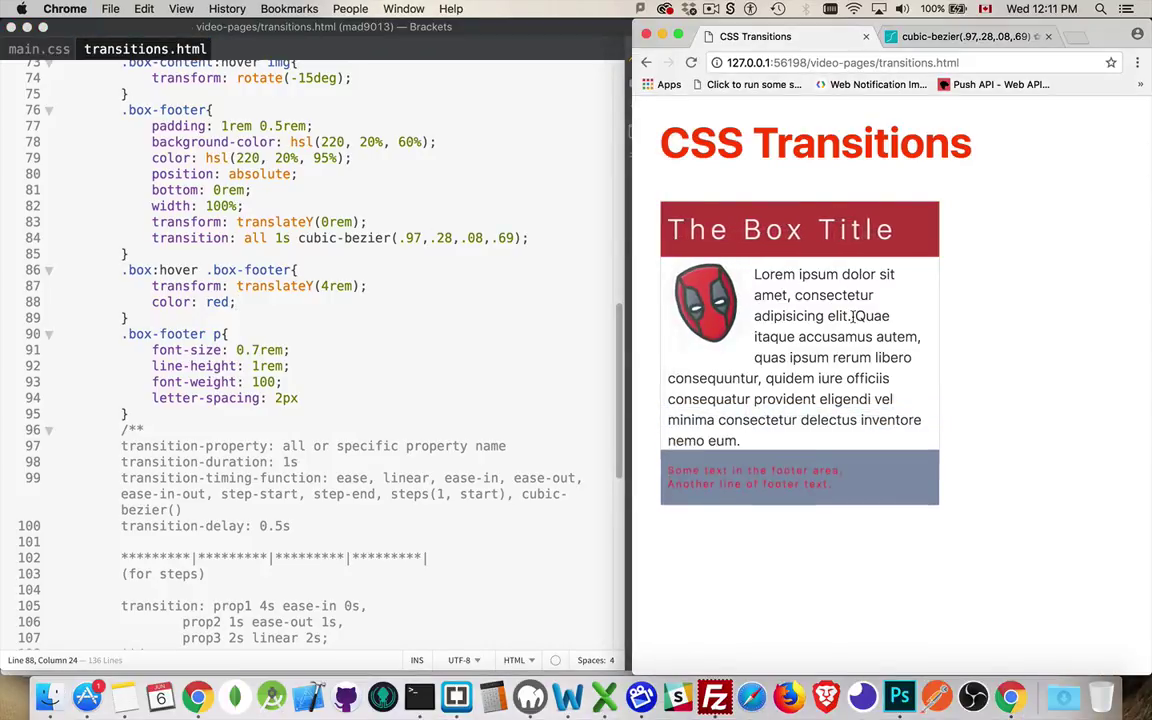 Chrome File Edit View History Bookmarks People Window Help
100% Wed 12:11 PM
video-pages/transitions.html (mad9013) — Brackets
main.css transitions.html
73 .box-content:hover img{
74 transform: rotate(-15deg);
75 }
76 .box-footer{
77 padding: 1rem 0.5rem;
78 background-color: hsl(220, 20%, 60%);
79 color: hsl(220, 20%, 95%);
80 position: absolute;
81 bottom: 0rem;
82 width: 100%;
83 transform: translateY(0rem);
84 transition: all 1s cubic-bezier(.97,.28,.08,.69);
85 }
86 .box:hover .box-footer{
87 transform: translateY(4rem);
88 color: red;
89 }
90 .box-footer p{
91 font-size: 0.7rem;
92 line-height: 1rem;
93 font-weight: 100;
94 letter-spacing: 2px
95 }
96 /**
97 transition-property: all or specific property name
98 transition-duration: 1s
99 transition-timing-function: ease, linear, ease-in, ease-out,
ease-in-out, step-start, step-end, steps(1, start), cubic-
bezier()
100 transition-delay: 0.5s
101
102 *********|*********|*********|*********|
103 (for steps)
104
105 transition: prop1 4s ease-in 0s,
106 prop2 1s ease-out 1s,
107 prop3 2s linear 2s;
Line 88, Column 24 — 136 Lines
INS UTF-8 HTML Spaces: 4
CSS Transitions
cubic-bezier(.97,.28,.08,.69)
127.0.0.1:56198/video-pages/transitions.html
Apps Click to run some s... Web Notification Im... Push API - Web API...
CSS Transitions
The Box Title
Lorem ipsum dolor sit
amet, consectetur
adipisicing elit. Quae
itaque accusamus autem,
quas ipsum rerum libero
consequuntur, quidem iure officiis
consequatur provident eligendi vel
minima consectetur delectus inventore
nemo eum.
Some text in the footer area.
Another line of footer text.